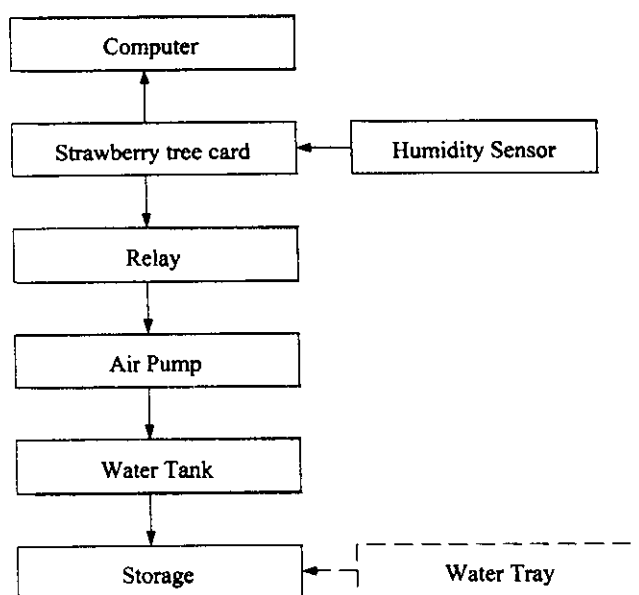 Computer
Strawberry tree card
Humidity Sensor
Relay
Air Pump
Water Tank
Storage
Water Tray